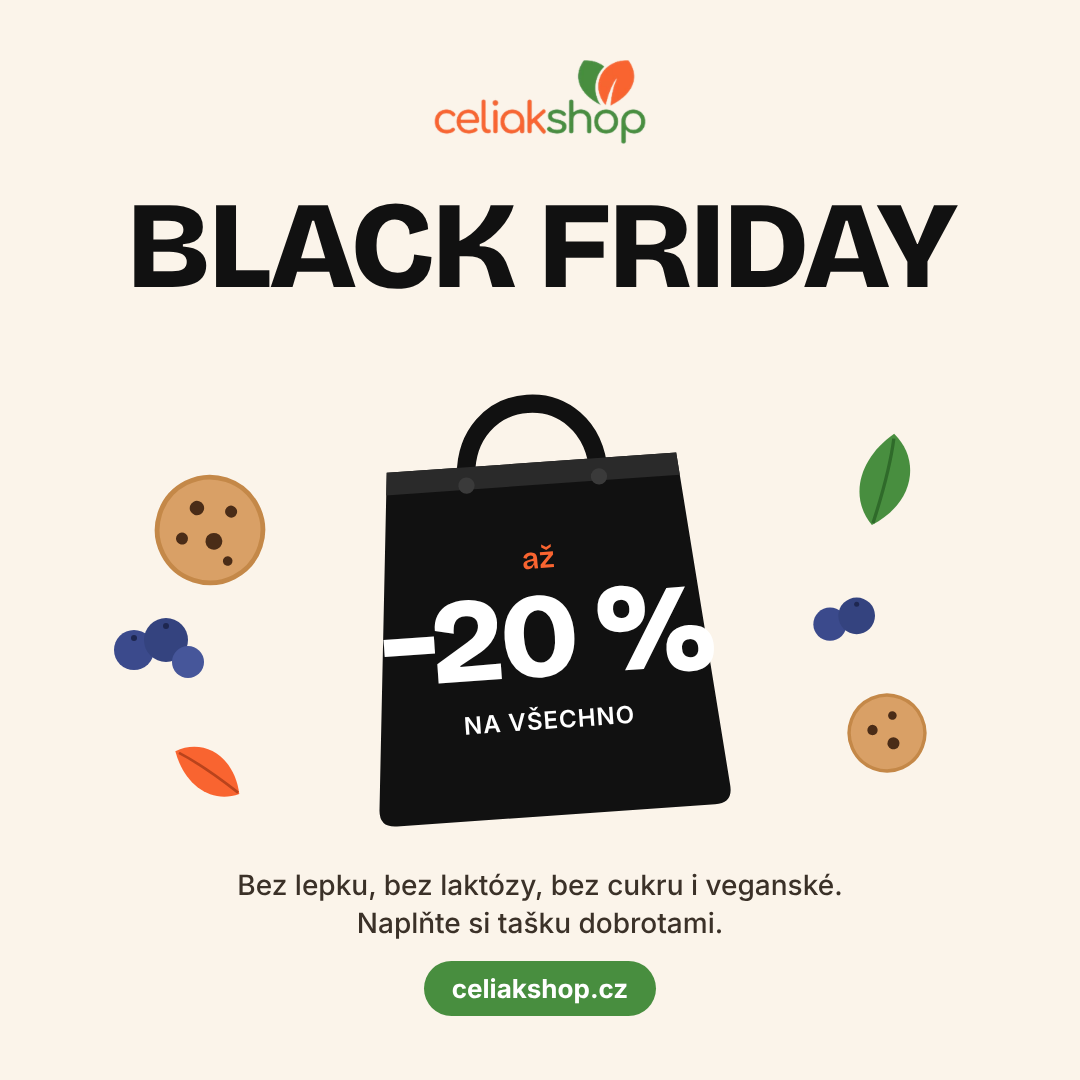 celiakshop
BLACK FRIDAY
až
–20 %
NA VŠECHNO
Bez lepku, bez laktózy, bez cukru i veganské.
Naplňte si tašku dobrotami.
celiakshop.cz